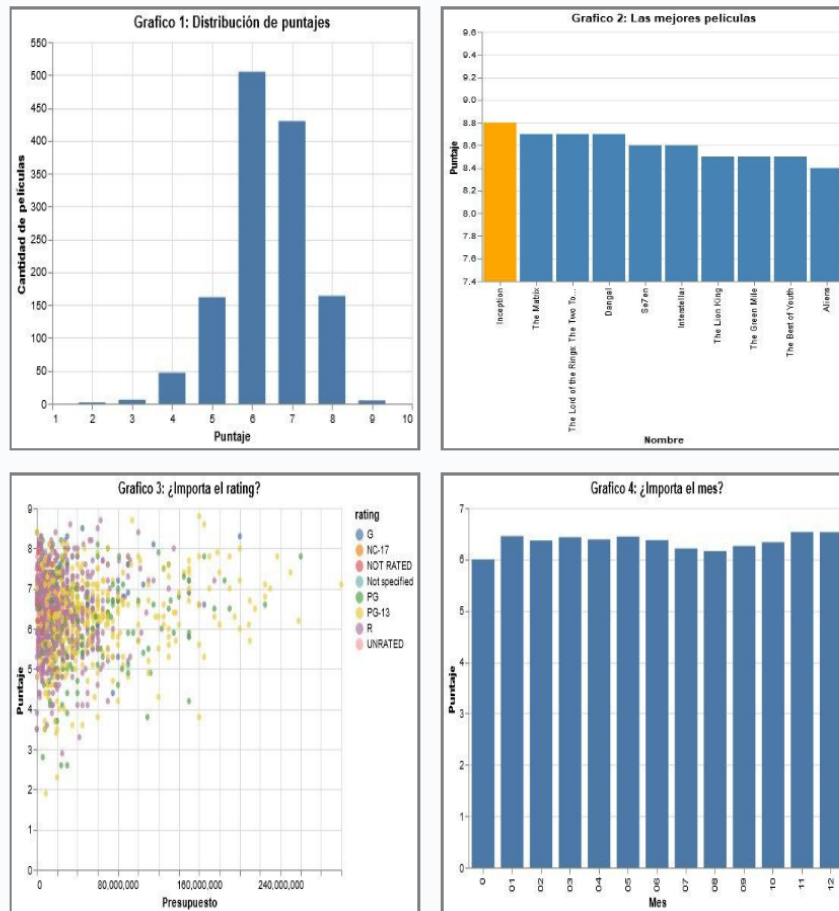 Grafico 1: Distribución de puntajes
550
500
450
400
350
300
250
200
150
100
50
0
Cantidad de peliculas
1 2 3 4 5 6 7 8 9 10
Puntaje
Grafico 2: Las mejores películas
9.6
9.4
9.2
9.0
8.8
8.6
8.4
8.2
8.0
7.8
7.6
7.4
Puntaje
Inception
The Matrix
The Lord of the Rings: The Two To...
Dangal
Se7en
Interstellar
The Lion King
The Green Mile
The Best of Youth
Aliens
Nombre
Grafico 3: ¿Importa el rating?
9
8
7
6
5
4
3
2
1
0
Puntaje
0 80,000,000 160,000,000 240,000,000
Presupuesto
rating
G
NC-17
NOT RATED
Not specified
PG
PG-13
R
UNRATED
Grafico 4: ¿Importa el mes?
7
6
5
4
3
2
1
0
Puntaje
0 01 02 03 04 05 06 07 08 09 10 11 12
Mes